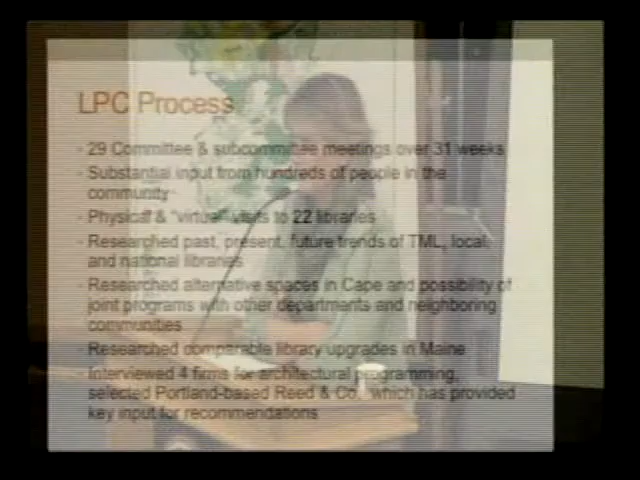 LPC Process
- 29 Committee & subcommittee meetings over 31 weeks
- Substantial input from hundreds of people in the
community
- Physical & "virtual" visits to 22 libraries
- Researched past, present, future trends of TML, local,
and national libraries
- Researched alternative spaces in Cape and possibility of
joint programs with other departments and neighboring
communities
- Researched comparable library upgrades in Maine
- Interviewed 4 firms for architectural programming,
selected Portland-based Reed & Co., which has provided
key input for recommendations